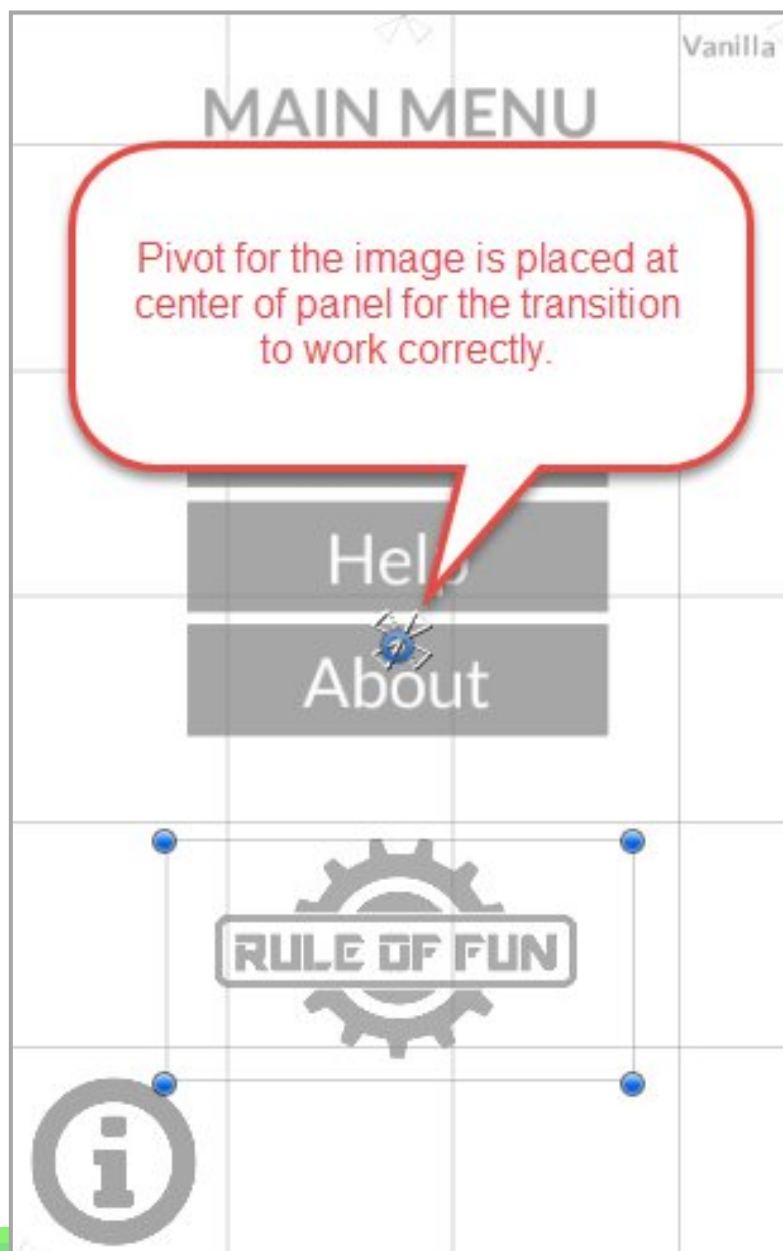 Vanilla
MAIN MENU
Pivot for the image is placed at
center of panel for the transition
to work correctly.
Help
About
RULE OF FUN
i